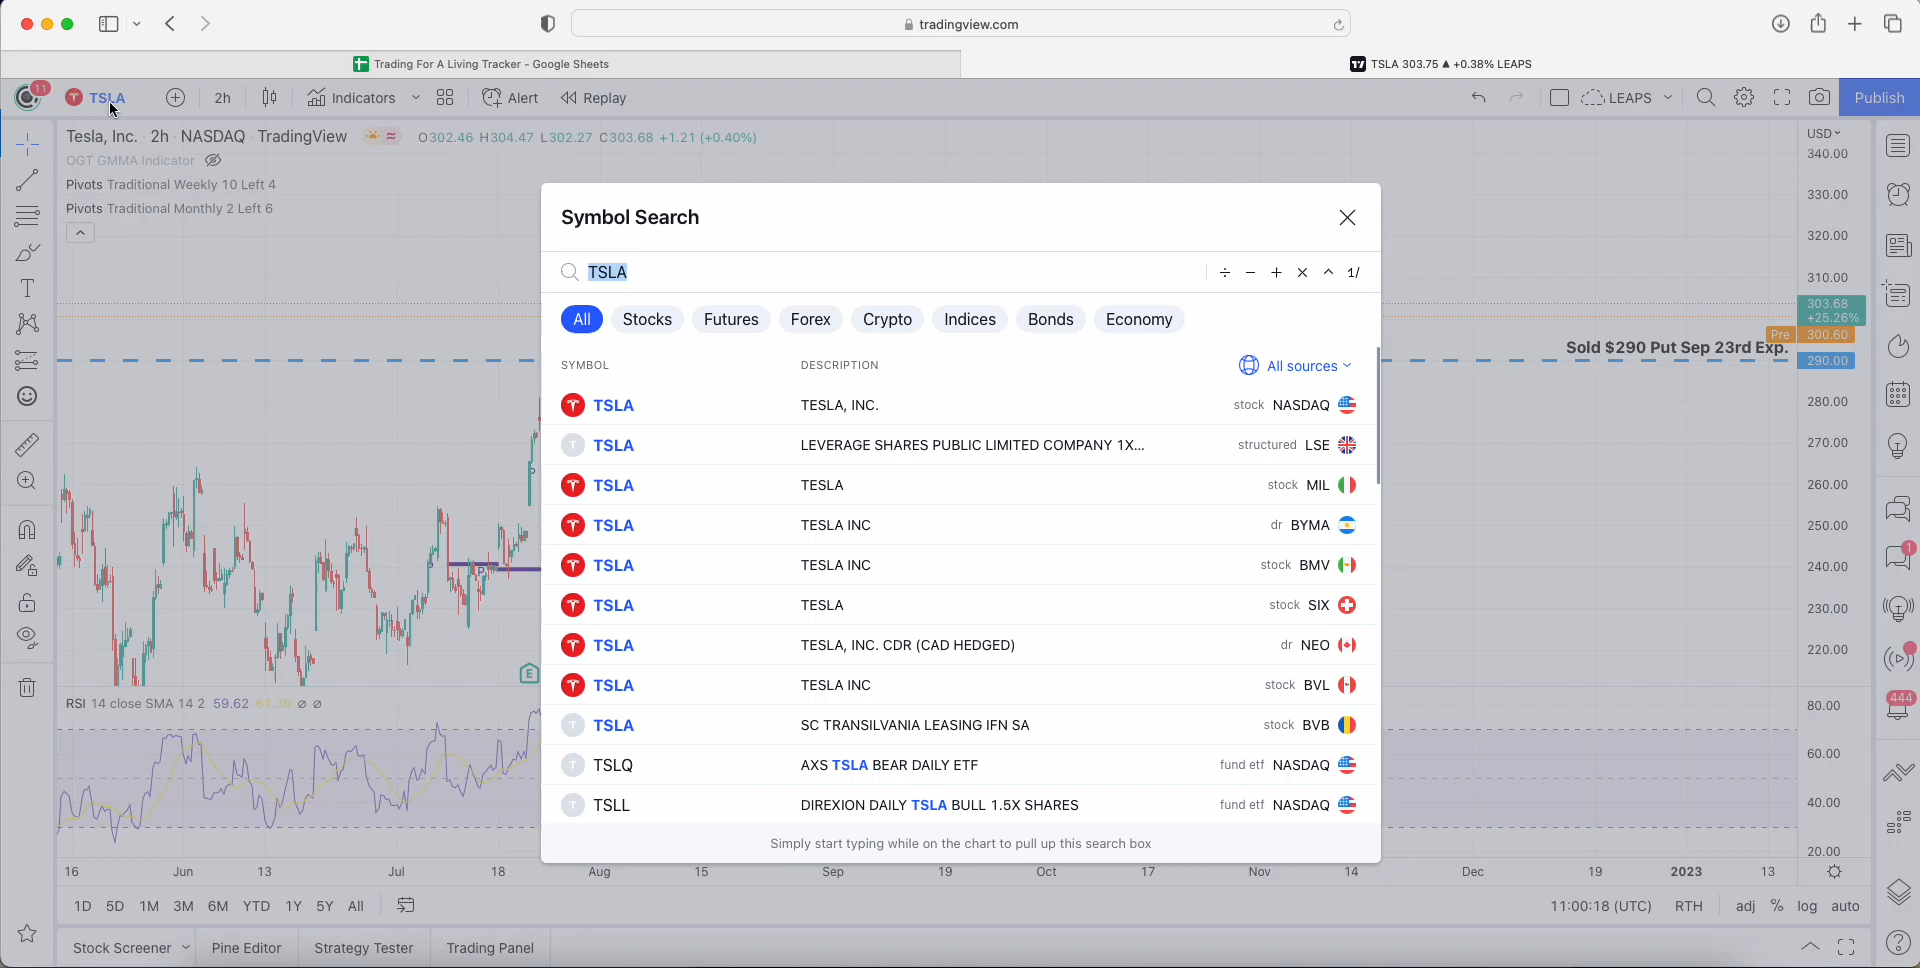 tradingview.com
Trading For A Living Tracker - Google Sheets
TSLA 303.75 ▲ +0.38% LEAPS
11
TSLA
2h
Indicators
Alert
Replay
LEAPS
Publish
Tesla, Inc. · 2h · NASDAQ · TradingView
O302.46 H304.47 L302.27 C303.68 +1.21 (+0.40%)
OGT GMMA Indicator
Pivots Traditional Weekly 10 Left 4
Pivots Traditional Monthly 2 Left 6
USD
340.00
330.00
320.00
310.00
303.68
+25.26%
Pre 300.60
Sold $290 Put Sep 23rd Exp.
290.00
280.00
270.00
260.00
250.00
240.00
230.00
220.00
80.00
60.00
40.00
20.00
Symbol Search
TSLA
÷ − + × ^ 1/
All Stocks Futures Forex Crypto Indices Bonds Economy
SYMBOL DESCRIPTION All sources
TSLA TESLA, INC. stock NASDAQ
T TSLA LEVERAGE SHARES PUBLIC LIMITED COMPANY 1X... structured LSE
TSLA TESLA stock MIL
TSLA TESLA INC dr BYMA
TSLA TESLA INC stock BMV
TSLA TESLA stock SIX
TSLA TESLA, INC. CDR (CAD HEDGED) dr NEO
TSLA TESLA INC stock BVL
T TSLA SC TRANSILVANIA LEASING IFN SA stock BVB
T TSLQ AXS TSLA BEAR DAILY ETF fund etf NASDAQ
T TSLL DIREXION DAILY TSLA BULL 1.5X SHARES fund etf NASDAQ
Simply start typing while on the chart to pull up this search box
P
E
RSI 14 close SMA 14 2 59.62 61.39 ∅ ∅
1
444
16 Jun 13 Jul 18 Aug 15 Sep 19 Oct 17 Nov 14 Dec 19 2023 13
1D 5D 1M 3M 6M YTD 1Y 5Y All
11:00:18 (UTC) RTH adj % log auto
Stock Screener Pine Editor Strategy Tester Trading Panel